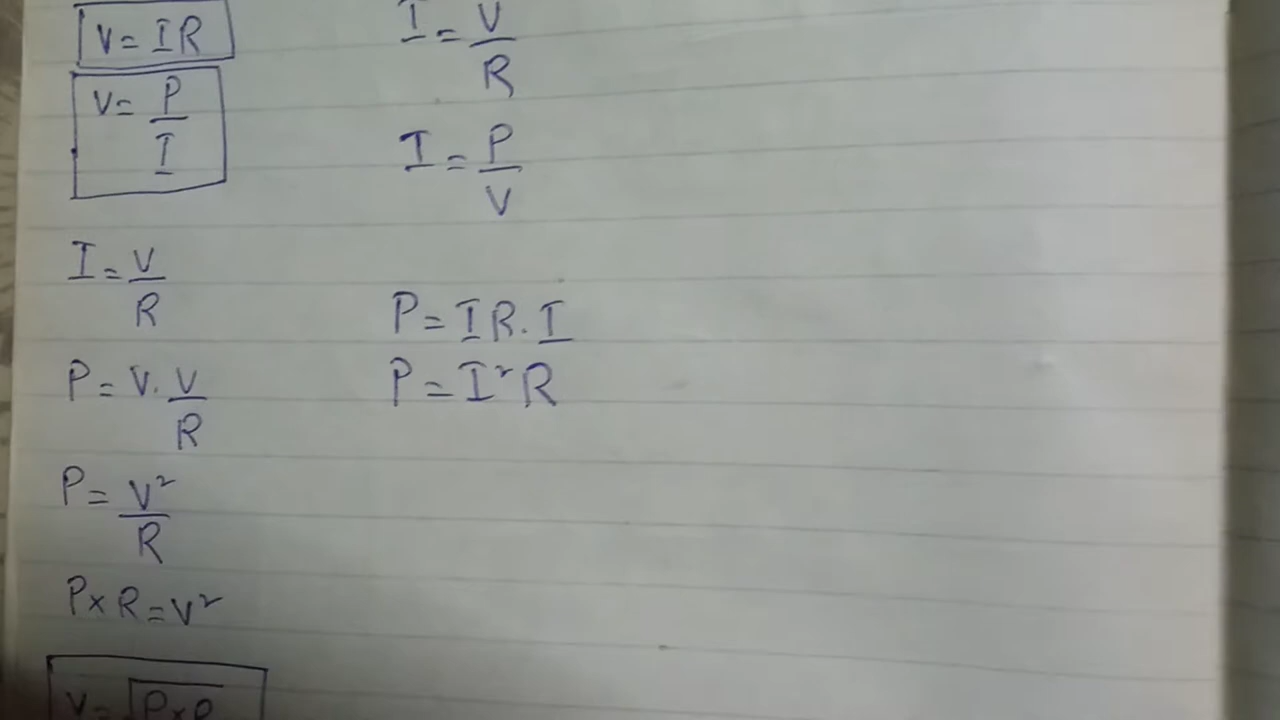 V = IR
V = P/I
I = V/R
P = V. V/R
P = V²/R
P x R = V²
V = √P x R
I = V/R
I = P/V
P = IR. I
P = I²R